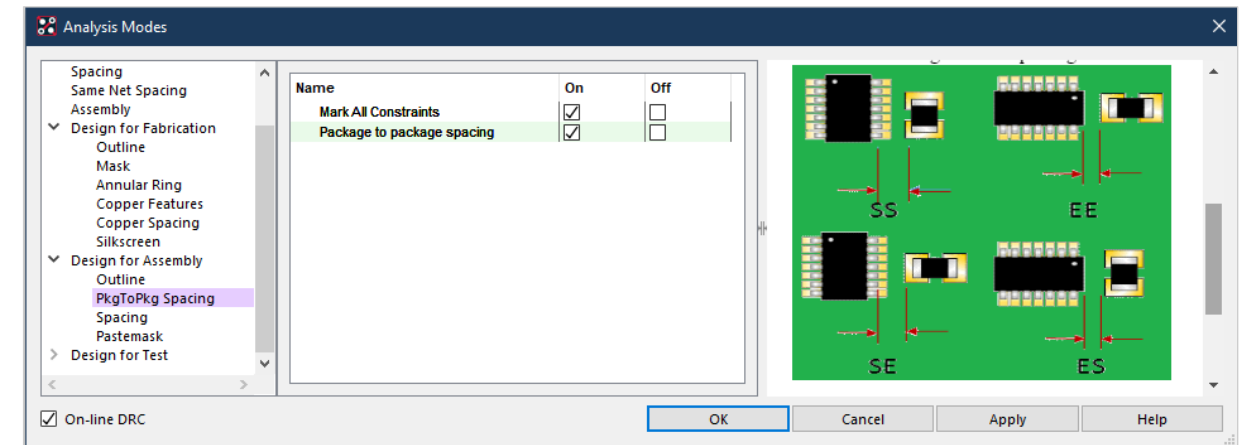 Analysis Modes
Spacing
Same Net Spacing
Assembly
Design for Fabrication
Outline
Mask
Annular Ring
Copper Features
Copper Spacing
Silkscreen
Design for Assembly
Outline
PkgToPkg Spacing
Spacing
Pastemask
Design for Test
Name On Off
Mark All Constraints
Package to package spacing
SS EE
SE ES
On-line DRC
OK Cancel Apply Help